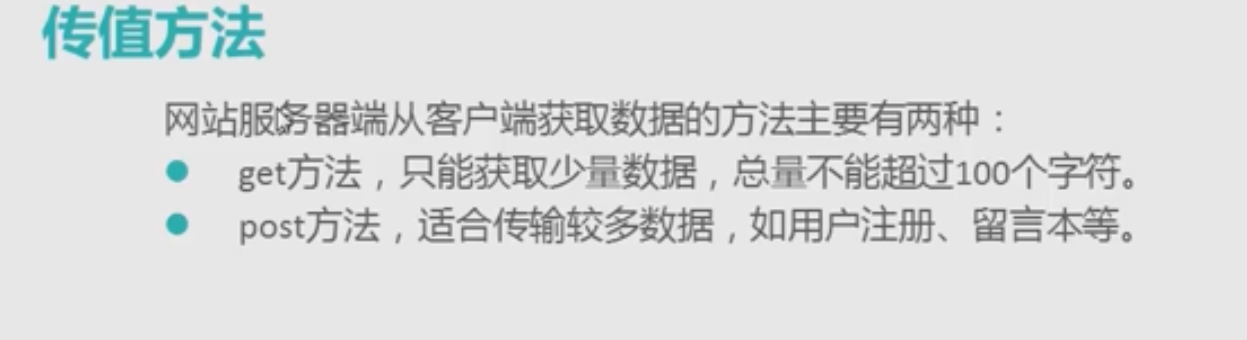 传值方法
网站服务器端从客户端获取数据的方法主要有两种：
get方法，只能获取少量数据，总量不能超过100个字符。
post方法，适合传输较多数据，如用户注册、留言本等。